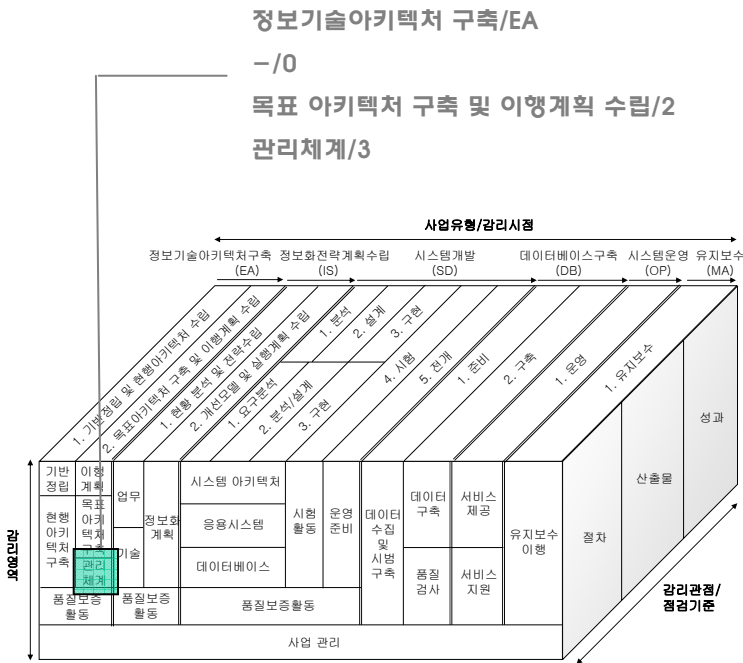 정보기술아키텍처 구축/EA
-/0
목표 아키텍처 구축 및 이행계획 수립/2
관리체계/3
사업유형/감리시점
정보기술아키텍처구축
(EA)
정보화전략계획수립
(IS)
시스템개발
(SD)
데이터베이스구축
(DB)
시스템운영
(OP)
유지보수
(MA)
1. 기반정립 및 현행아키텍처 수립
2. 목표아키텍처 구축 및 이행계획 수립
1. 현황 분석 및 전략수립
2. 개선모델 및 실행계획 수립
1. 분석
2. 설계
3. 구현
1. 요구분석
2. 분석/설계
3. 구현
4. 시험
5. 전개
1. 준비
2. 구축
1. 운영
1. 유지보수
감리영역
기반
정립
이행
계획
현행
아키
텍처
구축
목표
아키
텍처
구축
관리
체계
품질보증
활동
업무
기술
정보화
계획
품질보증
활동
시스템 아키텍처
응용시스템
데이터베이스
시험
활동
운영
준비
품질보증활동
데이터
수집
및
시범
구축
데이터
구축
품질
검사
서비스
제공
서비스
지원
유지보수
이행
사업 관리
절차
산출물
성과
감리관점/
점검기준